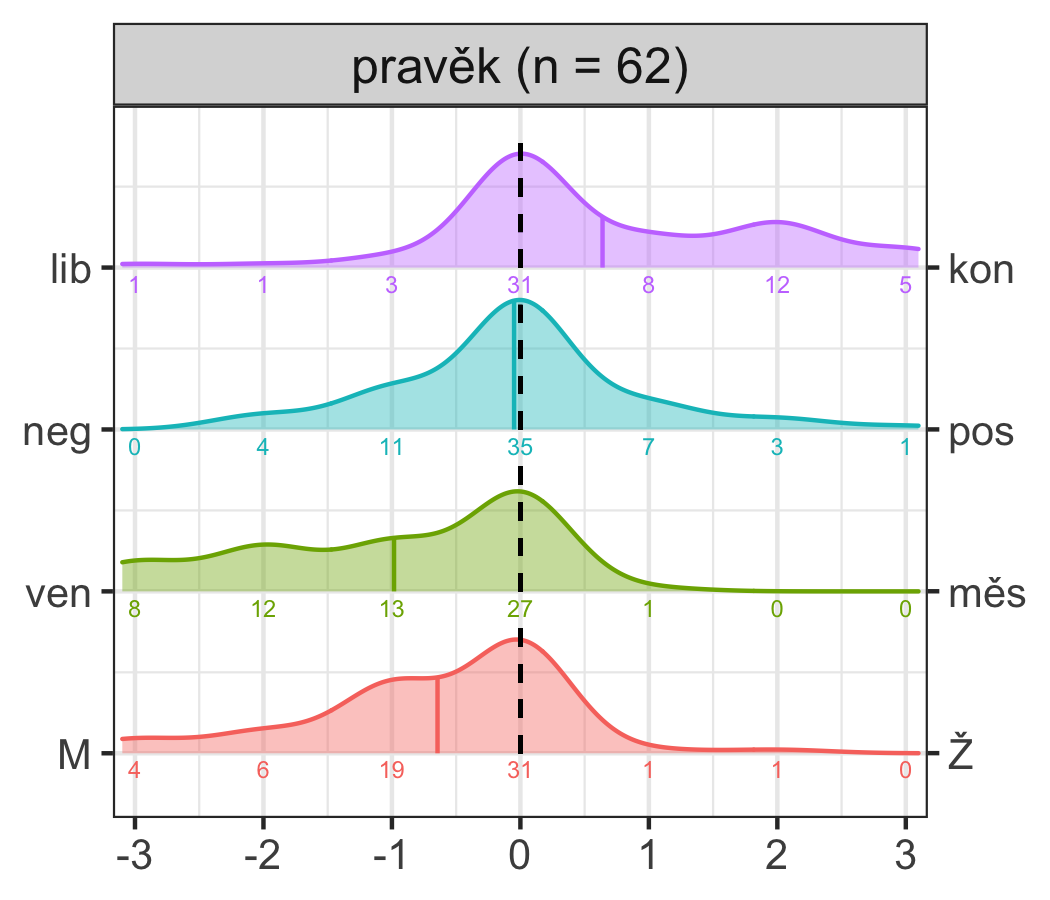 pravěk (n = 62)
lib kon
1 1 3 31 8 12 5
neg pos
0 4 11 35 7 3 1
ven měs
8 12 13 27 1 0 0
M Ž
4 6 19 31 1 1 0
-3 -2 -1 0 1 2 3